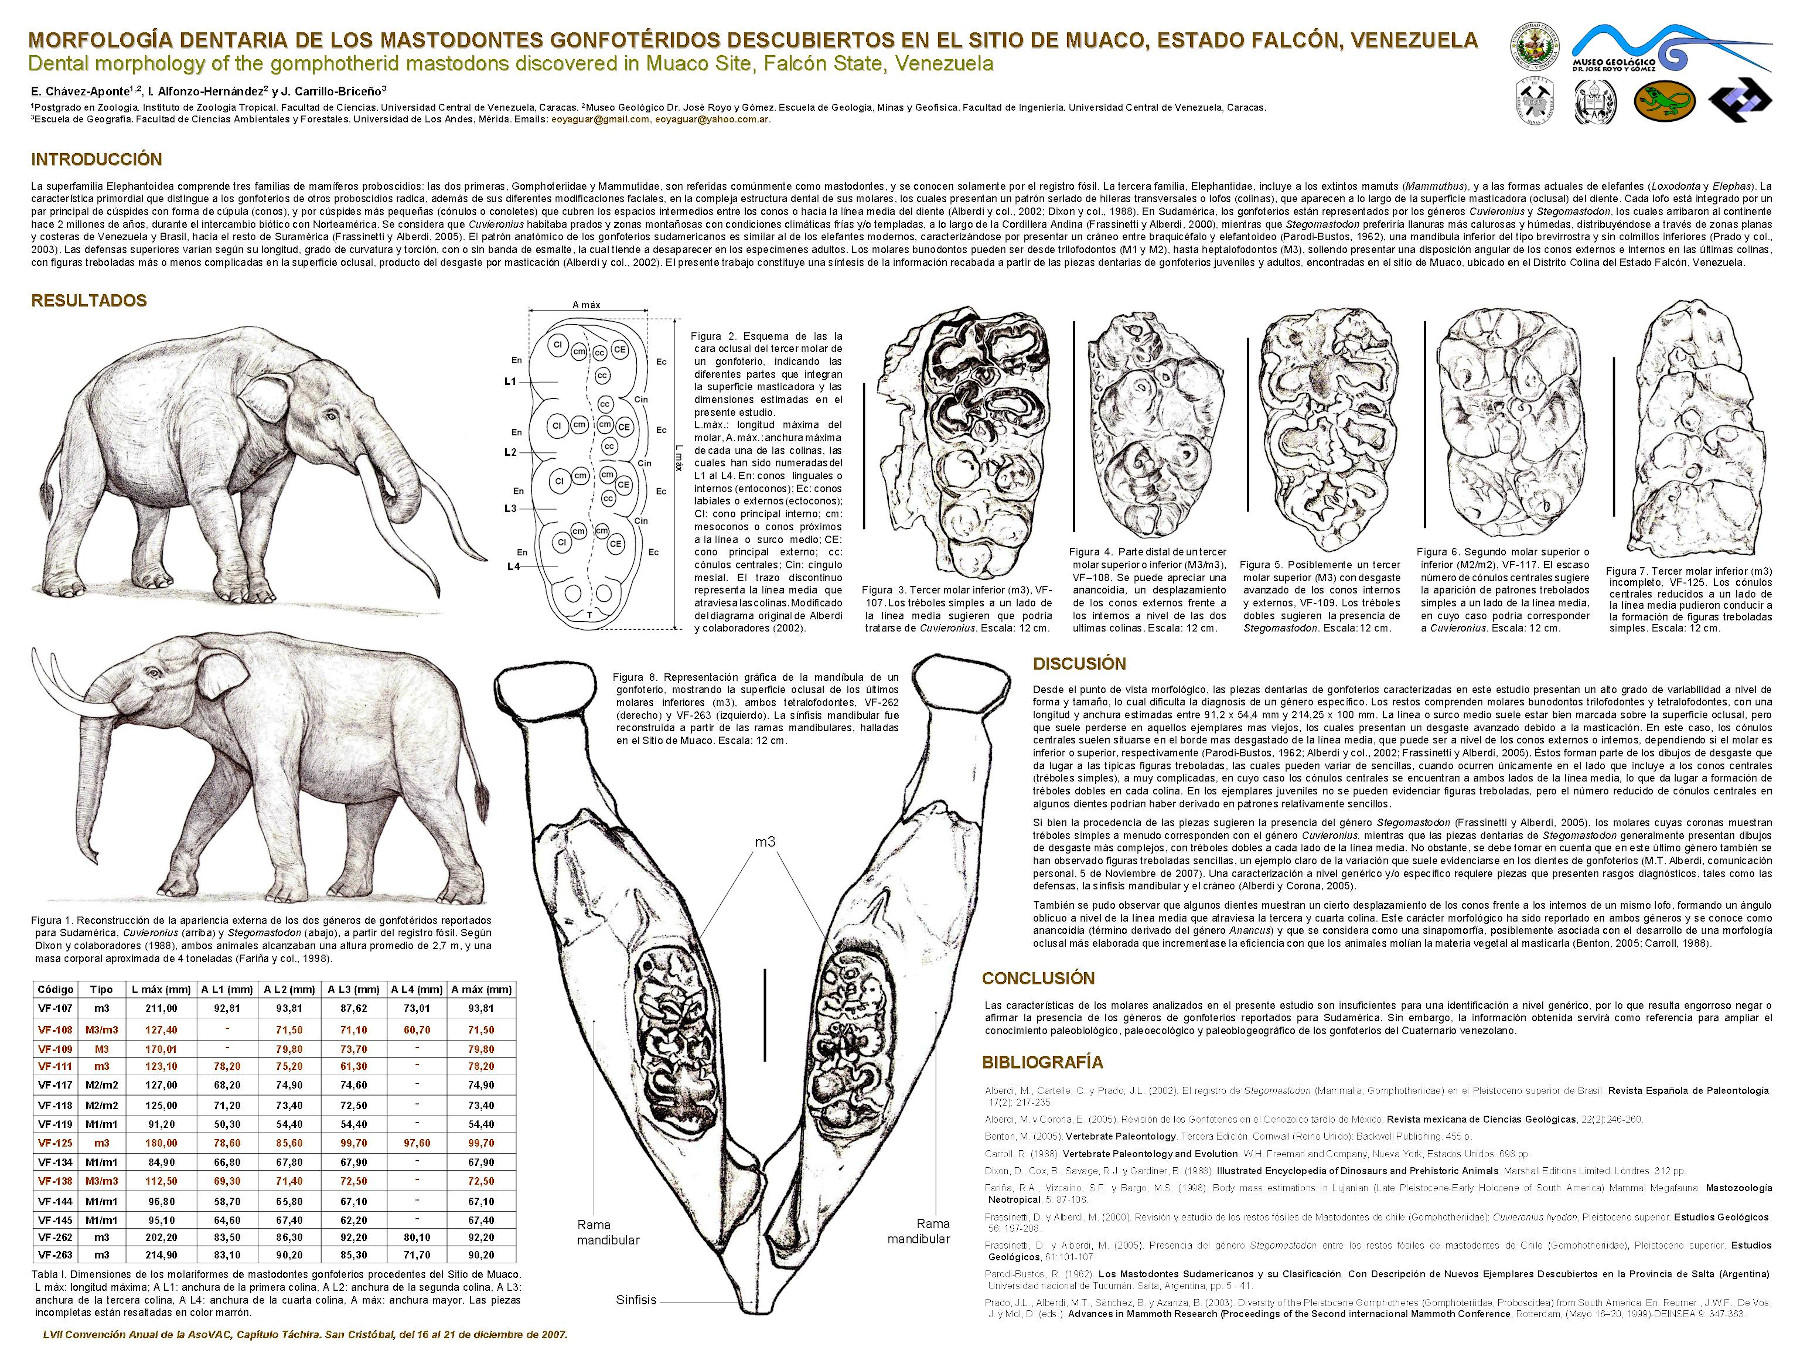 MORFOLOGÍA DENTARIA DE LOS MASTODONTES GONFOTÉRIDOS DESCUBIERTOS EN EL SITIO DE MUACO, ESTADO FALCÓN, VENEZUELA
Dental morphology of the gomphotherid mastodons discovered in Muaco Site, Falcón State, Venezuela
E. Chávez-Aponte1,2, I. Alfonzo-Hernández2 y J. Carrillo-Briceño3
1Postgrado en Zoología. Instituto de Zoología Tropical. Facultad de Ciencias. Universidad Central de Venezuela, Caracas. 2Museo Geológico Dr. José Royo y Gómez. Escuela de Geología, Minas y Geofísica. Facultad de Ingeniería. Universidad Central de Venezuela, Caracas.
3Escuela de Geografía. Facultad de Ciencias Ambientales y Forestales. Universidad de Los Andes, Mérida. Emails: eoyaguar@gmail.com, eoyaguar@yahoo.com.ar.
MUSEO GEOLÓGICO
DR. JOSE ROYO Y GÓMEZ
INTRODUCCIÓN
La superfamilia Elephantoidea comprende tres familias de mamíferos proboscidios: las dos primeras, Gomphoteriidae y Mammutidae, son referidas comúnmente como mastodontes, y se conocen solamente por el registro fósil. La tercera familia, Elephantidae, incluye a los extintos mamuts (Mammuthus), y a las formas actuales de elefantes (Loxodonta y Elephas). La
característica primordial que distingue a los gonfoterios de otros proboscidios radica, además de sus diferentes modificaciones faciales, en la compleja estructura dental de sus molares, los cuales presentan un patrón seriado de hileras transversales o lofos (colinas), que aparecen a lo largo de la superficie masticadora (oclusal) del diente. Cada lofo está integrado por un
par principal de cúspides con forma de cúpula (conos), y por cúspides más pequeñas (cónulos o conoletes) que cubren los espacios intermedios entre los conos o hacia la línea media del diente (Alberdi y col., 2002; Dixon y col., 1988). En Sudamérica, los gonfoterios están representados por los géneros Cuvieronius y Stegomastodon, los cuales arribaron al continente
hace 2 millones de años, durante el intercambio biótico con Norteamérica. Se considera que Cuvieronius habitaba prados y zonas montañosas con condiciones climáticas frías y/o templadas, a lo largo de la Cordillera Andina (Frassinetti y Alberdi, 2000), mientras que Stegomastodon preferiría llanuras más calurosas y húmedas, distribuyéndose a través de zonas planas
y costeras de Venezuela y Brasil, hacia el resto de Suramérica (Frassinetti y Alberdi, 2005). El patrón anatómico de los gonfoterios sudamericanos es similar al de los elefantes modernos, caracterizándose por presentar un cráneo entre braquicéfalo y elefantoideo (Parodi-Bustos, 1962), una mandíbula inferior del tipo brevirrostra y sin colmillos inferiores (Prado y col.,
2003). Las defensas superiores varían según su longitud, grado de curvatura y torción, con o sin banda de esmalte, la cual tiende a desaparecer en los especímenes adultos. Los molares bunodontos pueden ser desde trilofodontos (M1 y M2), hasta heptalofodontos (M3), soliendo presentar una disposición angular de los conos externos e internos en las últimas colinas,
con figuras treboladas más o menos complicadas en la superficie oclusal, producto del desgaste por masticación (Alberdi y col., 2002). El presente trabajo constituye una síntesis de la información recabada a partir de las piezas dentarias de gonfoterios juveniles y adultos, encontradas en el sitio de Muaco, ubicado en el Distrito Colina del Estado Falcón, Venezuela.
RESULTADOS
A máx
CI cm cc CE
cc
En Ec
L1
Cin
cc
CI cm cm CE
En Ec
cc
L2
Cin
CI cm cm
CE
En Ec
cc
L3
Cin
cm cm
CI CE
En Ec
L4
T
L máx
Figura 2. Esquema de las la
cara oclusal del tercer molar de
un gonfoterio, indicando las
diferentes partes que integran
la superficie masticadora y las
dimensiones estimadas en el
presente estudio.
L.máx.: longitud máxima del
molar, A. máx.: anchura máxima
de cada una de las colinas, las
cuales han sido numeradas del
L1 al L4. En: conos linguales o
internos (entoconos); Ec: conos
labiales o externos (ectoconos);
CI: cono principal interno; cm:
mesoconos o conos próximos
a la línea o surco medio; CE:
cono principal externo; cc:
cónulos centrales; Cin: cíngulo
mesial. El trazo discontinuo
representa la línea media que
atraviesa las colinas. Modificado
del diagrama original de Alberdi
y colaboradores (2002).
Figura 3. Tercer molar inferior (m3), VF-
107. Los tréboles simples a un lado de
la línea media sugieren que podría
tratarse de Cuvieronius. Escala: 12 cm.
Figura 4. Parte distal de un tercer
molar superior o inferior (M3/m3),
VF–108. Se puede apreciar una
anancoidia, un desplazamiento
de los conos externos frente a
los internos a nivel de las dos
ultimas colinas. Escala: 12 cm.
Figura 5. Posiblemente un tercer
molar superior (M3) con desgaste
avanzado de los conos internos
y externos, VF-109. Los tréboles
dobles sugieren la presencia de
Stegomastodon. Escala: 12 cm.
Figura 6. Segundo molar superior o
inferior (M2/m2), VF-117. El escaso
número de cónulos centrales sugiere
la aparición de patrones trebolados
simples a un lado de la línea media,
en cuyo caso podría corresponder
a Cuvieronius. Escala: 12 cm.
Figura 7. Tercer molar inferior (m3)
incompleto, VF-125. Los cónulos
centrales reducidos a un lado de
la línea media pudieron conducir a
la formación de figuras treboladas
simples. Escala: 12 cm.
Figura 1. Reconstrucción de la apariencia externa de los dos géneros de gonfotéridos reportados
para Sudamérica, Cuvieronius (arriba) y Stegomastodon (abajo), a partir del registro fósil. Según
Dixon y colaboradores (1988), ambos animales alcanzaban una altura promedio de 2,7 m, y una
masa corporal aproximada de 4 toneladas (Fariña y col., 1998).
Código Tipo L máx (mm) A L1 (mm) A L2 (mm) A L3 (mm) A L4 (mm) A máx (mm)
VF-107 m3 211,00 92,81 93,81 87,62 73,01 93,81
VF-108 M3/m3 127,40 - 71,50 71,10 60,70 71,50
VF-109 M3 170,01 - 79,80 73,70 - 79,80
VF-111 m3 123,10 78,20 75,20 61,30 - 78,20
VF-117 M2/m2 127,00 68,20 74,90 74,60 - 74,90
VF-118 M2/m2 125,00 71,20 73,40 72,50 - 73,40
VF-119 M1/m1 91,20 50,30 54,40 54,40 - 54,40
VF-125 m3 180,00 78,60 85,60 99,70 97,60 99,70
VF-134 M1/m1 84,90 66,80 67,80 67,90 - 67,90
VF-138 M3/m3 112,50 69,30 71,40 72,50 - 72,50
VF-144 M1/m1 96,80 58,70 65,80 67,10 - 67,10
VF-145 M1/m1 95,10 64,60 67,40 62,20 - 67,40
VF-262 m3 202,20 83,50 86,30 92,20 80,10 92,20
VF-263 m3 214,90 83,10 90,20 85,30 71,70 90,20
Tabla I. Dimensiones de los molariformes de mastodontes gonfoterios procedentes del Sitio de Muaco.
L máx: longitud máxima; A L1: anchura de la primera colina, A L2: anchura de la segunda colina, A L3:
anchura de la tercera colina, A L4: anchura de la cuarta colina, A máx: anchura mayor. Las piezas
incompletas están resaltadas en color marrón.
LVII Convención Anual de la AsoVAC, Capítulo Táchira. San Cristóbal, del 16 al 21 de diciembre de 2007.
Figura 8. Representación gráfica de la mandíbula de un
gonfoterio, mostrando la superficie oclusal de los últimos
molares inferiores (m3), ambos tetralofodontes, VF-262
(derecho) y VF-263 (izquierdo). La sínfisis mandibular fue
reconstruida a partir de las ramas mandibulares, halladas
en el Sitio de Muaco. Escala: 12 cm.
m3
Rama
mandibular
Rama
mandibular
Sínfisis
DISCUSIÓN
Desde el punto de vista morfológico, las piezas dentarias de gonfoterios caracterizadas en este estudio presentan un alto grado de variabilidad a nivel de
forma y tamaño, lo cual dificulta la diagnosis de un género específico. Los restos comprenden molares bunodontos trilofodontos y tetralofodontos, con una
longitud y anchura estimadas entre 91,2 x 54,4 mm y 214,25 x 100 mm. La línea o surco medio suele estar bien marcada sobre la superficie oclusal, pero
que suele perderse en aquellos ejemplares mas viejos, los cuales presentan un desgaste avanzado debido a la masticación. En este caso, los cónulos
centrales suelen situarse en el borde mas desgastado de la línea media, que puede ser a nivel de los conos externos o internos, dependiendo si el molar es
inferior o superior, respectivamente (Parodi-Bustos, 1962; Alberdi y col., 2002; Frassinetti y Alberdi, 2005). Éstos forman parte de los dibujos de desgaste que
da lugar a las típicas figuras treboladas, las cuales pueden variar de sencillas, cuando ocurren únicamente en el lado que incluye a los conos centrales
(tréboles simples), a muy complicadas, en cuyo caso los cónulos centrales se encuentran a ambos lados de la línea media, lo que da lugar a formación de
tréboles dobles en cada colina. En los ejemplares juveniles no se pueden evidenciar figuras treboladas, pero el número reducido de cónulos centrales en
algunos dientes podrían haber derivado en patrones relativamente sencillos.
Si bien la procedencia de las piezas sugieren la presencia del género Stegomastodon (Frassinetti y Alberdi, 2005), los molares cuyas coronas muestran
tréboles simples a menudo corresponden con el género Cuvieronius, mientras que las piezas dentarias de Stegomastodon generalmente presentan dibujos
de desgaste más complejos, con tréboles dobles a cada lado de la línea media. No obstante, se debe tomar en cuenta que en este último género también se
han observado figuras treboladas sencillas, un ejemplo claro de la variación que suele evidenciarse en los dientes de gonfoterios (M.T. Alberdi, comunicación
personal, 5 de Noviembre de 2007). Una caracterización a nivel genérico y/o específico requiere piezas que presenten rasgos diagnósticos, tales como las
defensas, la sínfisis mandibular y el cráneo (Alberdi y Corona, 2005).
También se pudo observar que algunos dientes muestran un cierto desplazamiento de los conos frente a los internos de un mismo lofo, formando un ángulo
oblicuo a nivel de la línea media que atraviesa la tercera y cuarta colina. Este carácter morfológico ha sido reportado en ambos géneros y se conoce como
anancoidia (término derivado del género Anancus) y que se considera como una sinapomorfía, posiblemente asociada con el desarrollo de una morfología
oclusal más elaborada que incrementase la eficiencia con que los animales molían la materia vegetal al masticarla (Benton, 2005; Carroll, 1988).
CONCLUSIÓN
Las características de los molares analizados en el presente estudio son insuficientes para una identificación a nivel genérico, por lo que resulta engorroso negar o
afirmar la presencia de los géneros de gonfoterios reportados para Sudamérica. Sin embargo, la información obtenida servirá como referencia para ampliar el
conocimiento paleobiológico, paleoecológico y paleobiogeográfico de los gonfoterios del Cuaternario venezolano.
BIBLIOGRAFÍA
Alberdi, M., Cartelle, C. y Prado, J.L. (2002). El registro de Stegomastodon (Mammalia, Gomphotheriidae) en el Pleistoceno superior de Brasil. Revista Española de Paleontología,
17(2): 217-235.
Alberdi, M. y Corona, E. (2005). Revisión de los Gonfoterios en el Cenozoico tardío de México. Revista mexicana de Ciencias Geológicas, 22(2):246-260.
Benton, M. (2005). Vertebrate Paleontology. Tercera Edición. Cornwall (Reino Unido): Backwell Publishing. 455 p.
Carroll, R. (1988). Vertebrate Paleontology and Evolution. W.H. Freeman and Company, Nueva York, Estados Unidos. 698 pp.
Dixon, D., Cox, B., Savage, R.J. y Gardiner, B. (1988). Illustrated Encyclopedia of Dinosaurs and Prehistoric Animals. Marshal Editions Limited. Londres. 312 pp.
Fariña, R.A., Vizcaíno, S.F. y Bargo, M.S. (1998). Body mass estimations in Lujanian (Late Pleistocene-Early Holocene of South America) Mammal Megafauna. Mastozoología
Neotropical, 5: 87-108.
Frassinetti, D. y Alberdi, M. (2000). Revisión y estudio de los restos fósiles de Mastodontes de chile (Gomphotheriidae): Cuvieronius hyodon, Pleistoceno superior. Estudios Geológicos,
56: 197-208.
Frassinetti, D. y Alberdi, M. (2005). Presencia del género Stegomastodon entre los restos fósiles de mastodontes de Chile (Gomphotheriidae), Pleistoceno superior. Estudios
Geológicos, 61:101-107.
Parodi-Bustos, R. (1962). Los Mastodontes Sudamericanos y su Clasificación. Con Descripción de Nuevos Ejemplares Descubiertos en la Provincia de Salta (Argentina).
Universidad nacional de Tucumán. Salta, Argentina, pp. 5 - 41.
Prado, J.L., Alberdi, M.T., Sánchez, B. y Azanza, B. (2003). Diversity of the Pleistocene Gomphotheres (Gomphotheriidae, Proboscidea) from South America. En: Reumer, J.W.F., De Vos,
J. y Mol, D. (eds.). Advances in Mammoth Research (Proceedings of the Second international Mammoth Conference, Rotterdam, (Mayo 16–20, 1999).DEINSEA 9: 347-363.